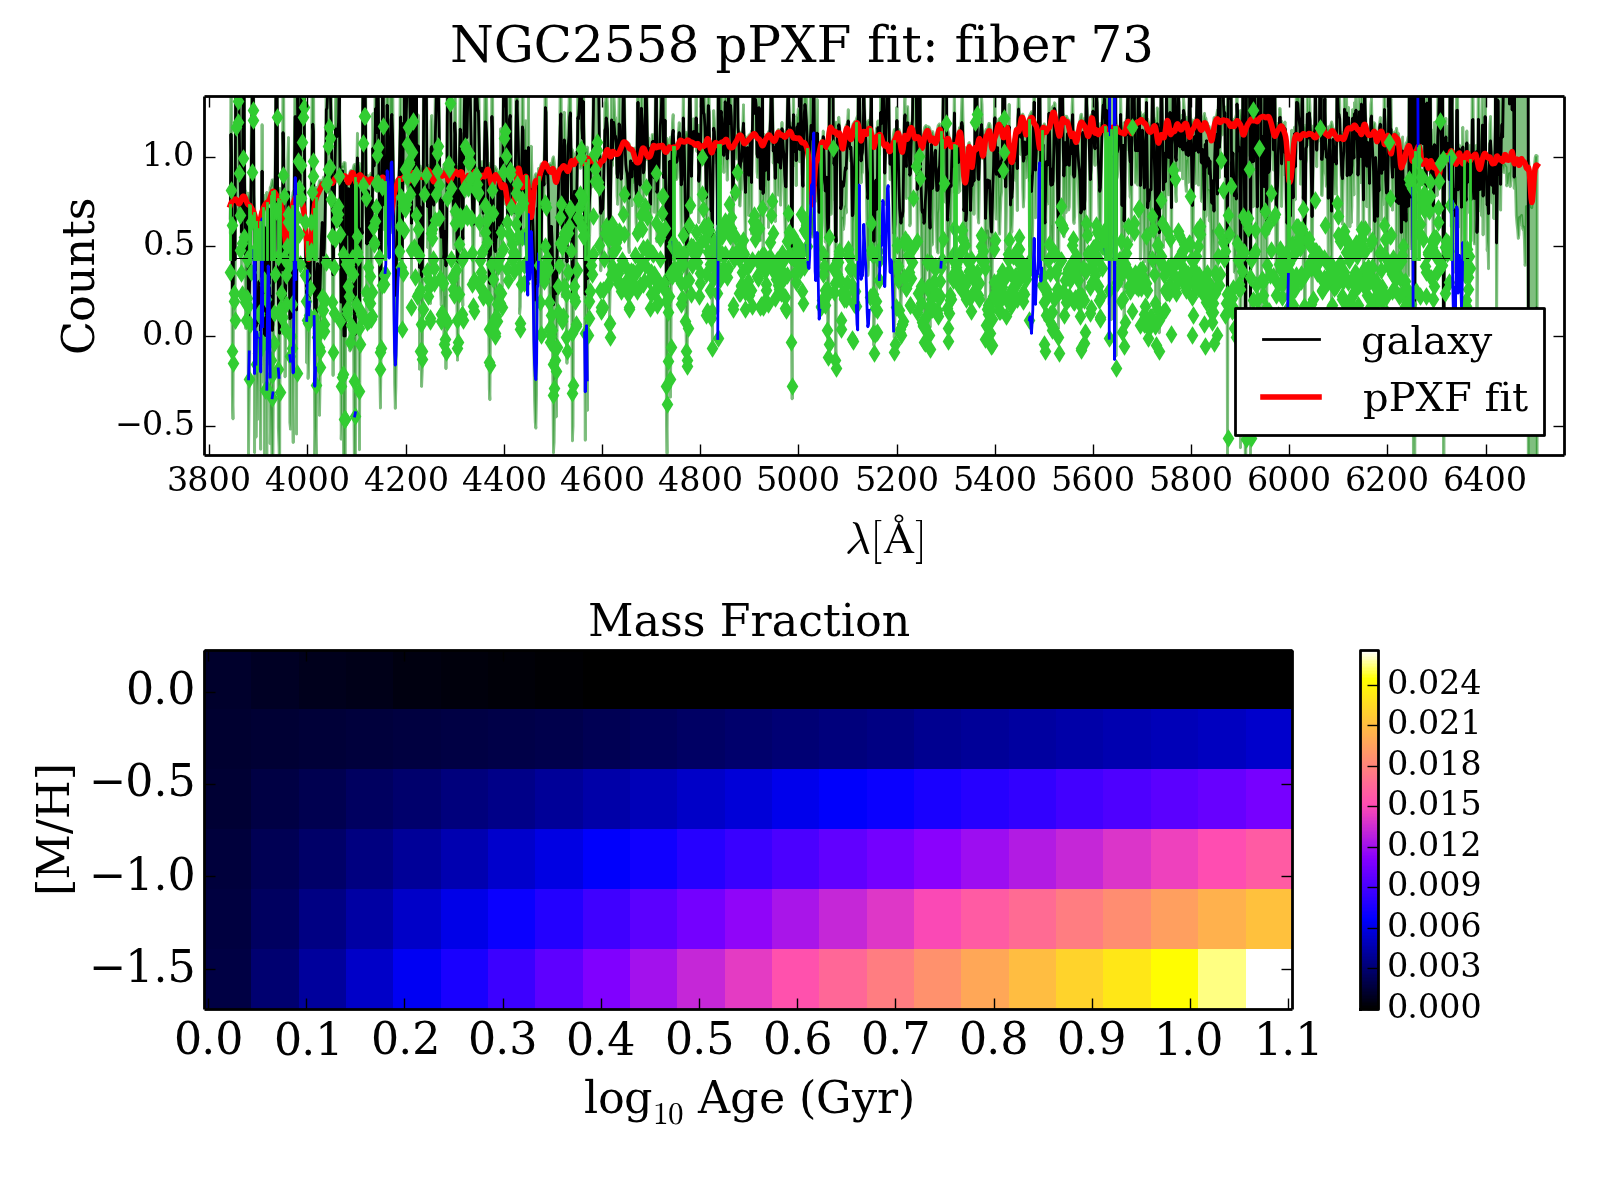 NGC2558 pPXF fit: fiber 73
Counts
1.0
0.5
0.0
−0.5
galaxy
pPXF fit
3800 4000 4200 4400 4600 4800 5000 5200 5400 5600 5800 6000 6200 6400
λ[Å]
Mass Fraction
[M/H]
0.0
−0.5
−1.0
−1.5
0.024
0.021
0.018
0.015
0.012
0.009
0.006
0.003
0.000
0.0 0.1 0.2 0.3 0.4 0.5 0.6 0.7 0.8 0.9 1.0 1.1
log₁₀ Age (Gyr)